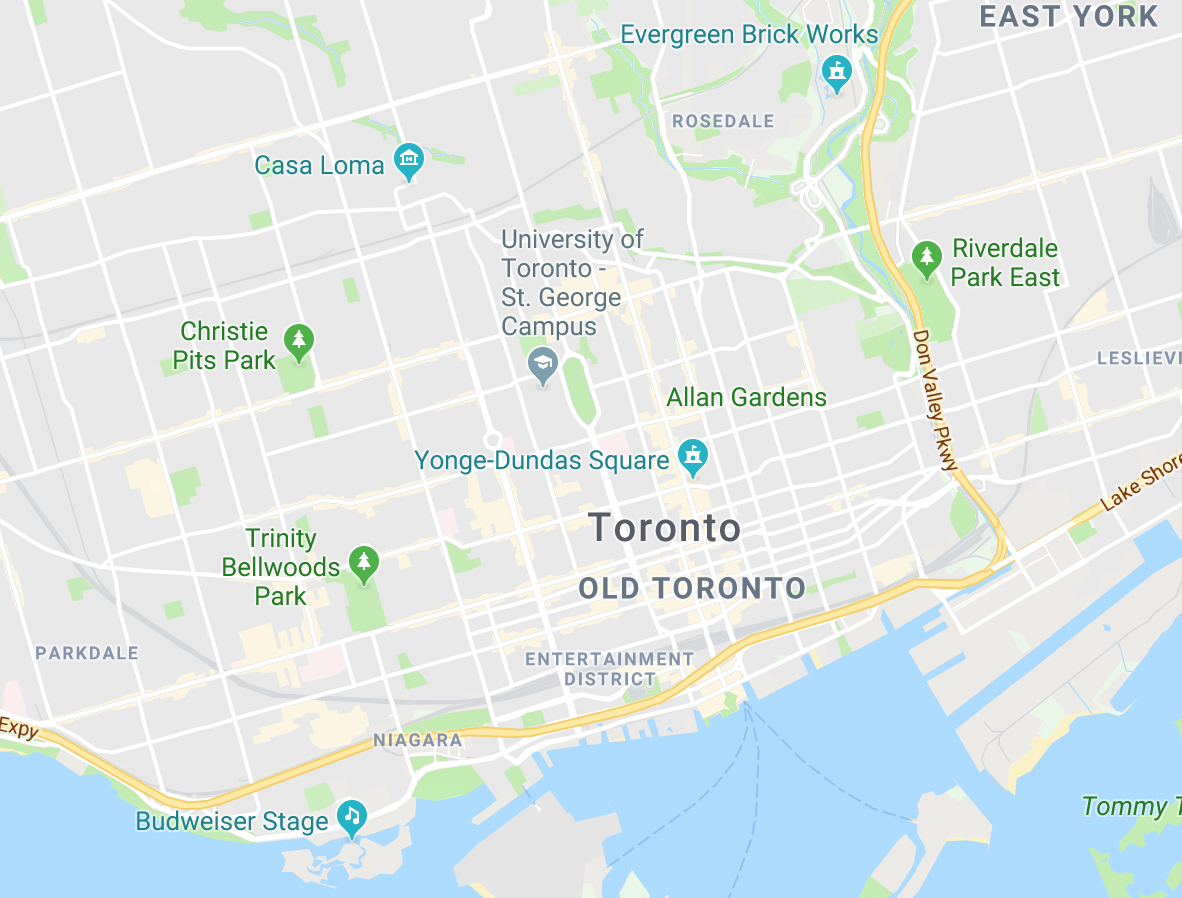 EAST YORK
Evergreen Brick Works
ROSEDALE
Casa Loma
University of
Toronto -
St. George
Campus
Riverdale
Park East
Christie
Pits Park
Don Valley Pkwy
LESLIEVI
Allan Gardens
Yonge-Dundas Square
Lake Shore
Toronto
Trinity
Bellwoods
Park
OLD TORONTO
PARKDALE
ENTERTAINMENT
DISTRICT
Expy
NIAGARA
Budweiser Stage
Tommy T